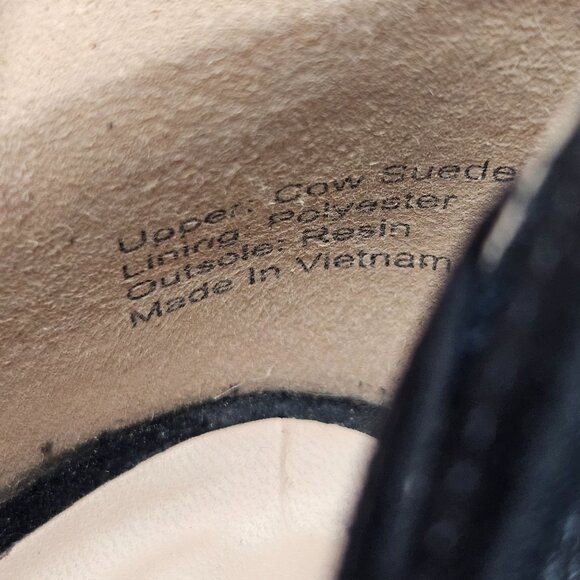 Upper: Cow Suede
Lining: Polyester
Outsole: Resin
Made In Vietnam